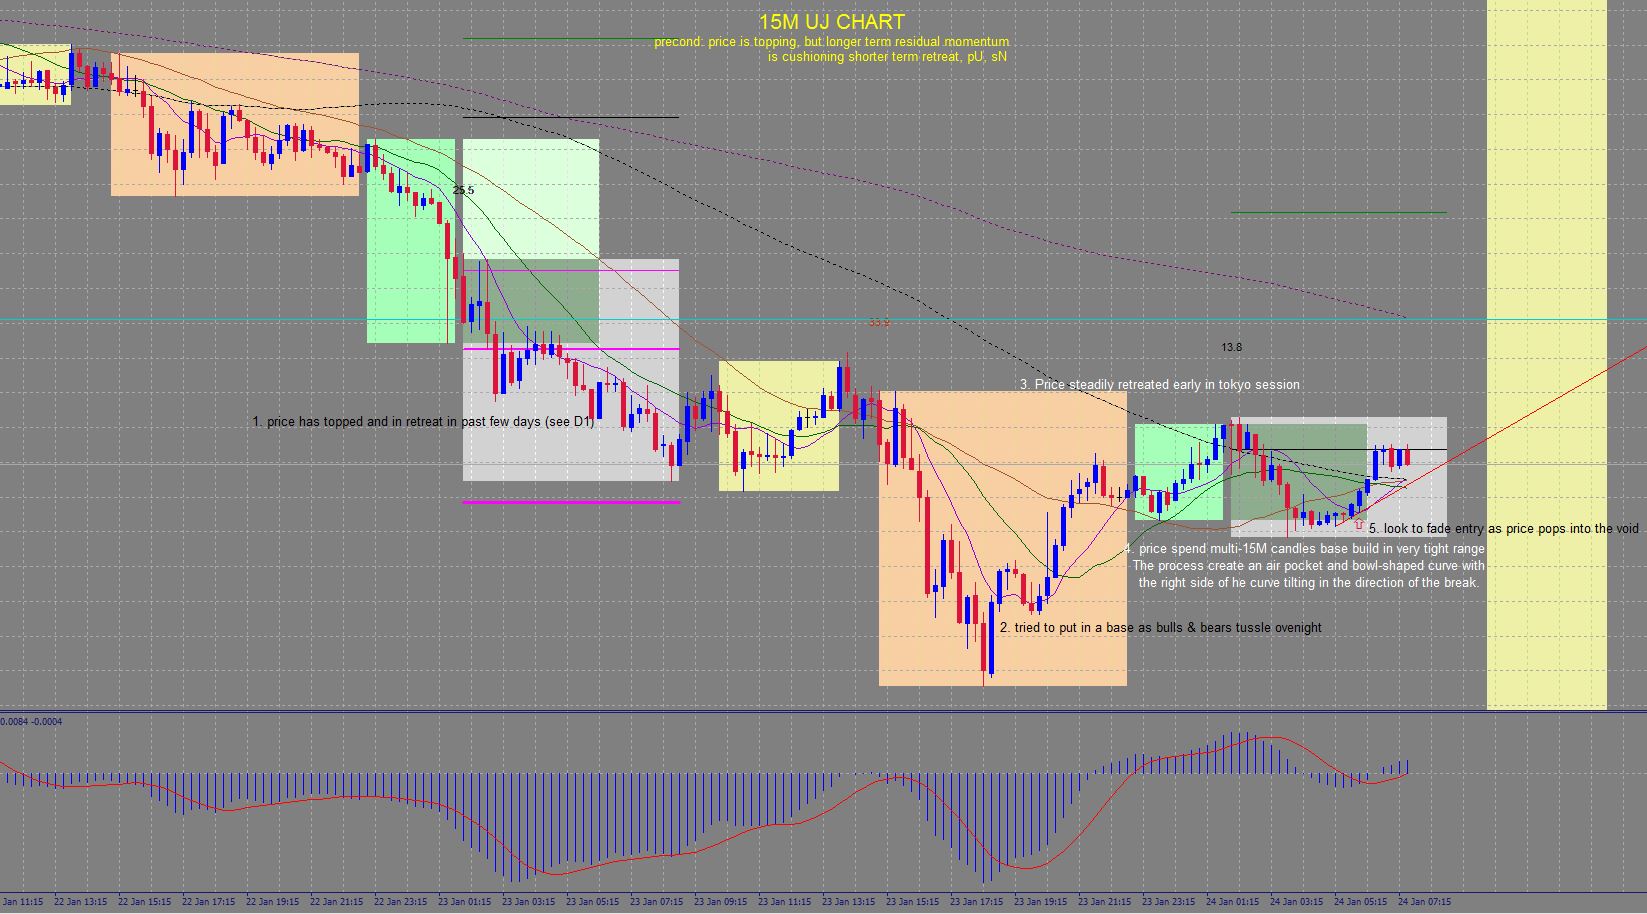 15M UJ CHART
precond: price is topping, but longer term residual momentum
is cushioning shorter term retreat, pU, sN
25.5
33.9
13.8
3. Price steadily retreated early in tokyo session
1. price has topped and in retreat in past few days (see D1)
5. look to fade entry as price pops into the void
4. price spend multi-15M candles base build in very tight range
The process create an air pocket and bowl-shaped curve with
the right side of he curve tilting in the direction of the break.
2. tried to put in a base as bulls & bears tussle ovenight
0.0084 -0.0004
Jan 11:15 22 Jan 13:15 22 Jan 15:15 22 Jan 17:15 22 Jan 19:15 22 Jan 21:15 22 Jan 23:15 23 Jan 01:15 23 Jan 03:15 23 Jan 05:15 23 Jan 07:15 23 Jan 09:15 23 Jan 11:15 23 Jan 13:15 23 Jan 15:15 23 Jan 17:15 23 Jan 19:15 23 Jan 21:15 23 Jan 23:15 24 Jan 01:15 24 Jan 03:15 24 Jan 05:15 24 Jan 07:15